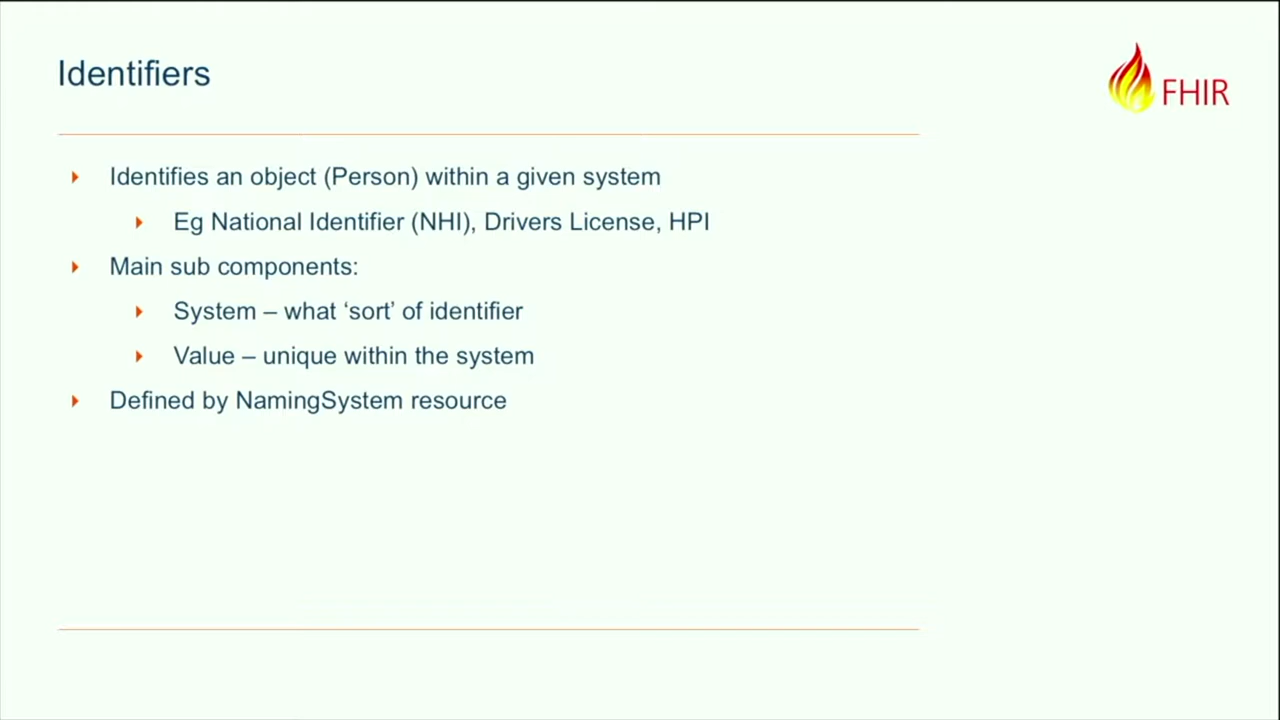 Identifiers
FHIR
Identifies an object (Person) within a given system
Eg National Identifier (NHI), Drivers License, HPI
Main sub components:
System – what ‘sort’ of identifier
Value – unique within the system
Defined by NamingSystem resource